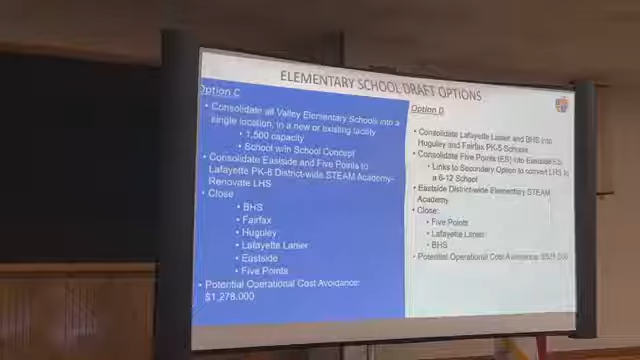 ELEMENTARY SCHOOL DRAFT OPTIONS
Option C
• Consolidate all Valley Elementary Schools into a
single location, in a new or existing facility
• 1,500 capacity
• School w/in School Concept
• Consolidate Eastside and Five Points to
Lafayette PK-8 District-wide STEAM Academy-
Renovate LHS
• Close
• BHS
• Fairfax
• Huguley
• Lafayette Lanier
• Eastside
• Five Points
• Potential Operational Cost Avoidance:
$1,278,000
Option D
• Consolidate Lafayette Lanier and BHS into
Huguley and Fairfax PK-5 Schools
• Consolidate Five Points (ES) into Eastside ES
• Links to Secondary Option to convert LHS to
a 6-12 School
• Eastside District-wide Elementary STEAM
Academy
• Close:
• Five Points
• Lafayette Lanier
• BHS
• Potential Operational Cost Avoidance: